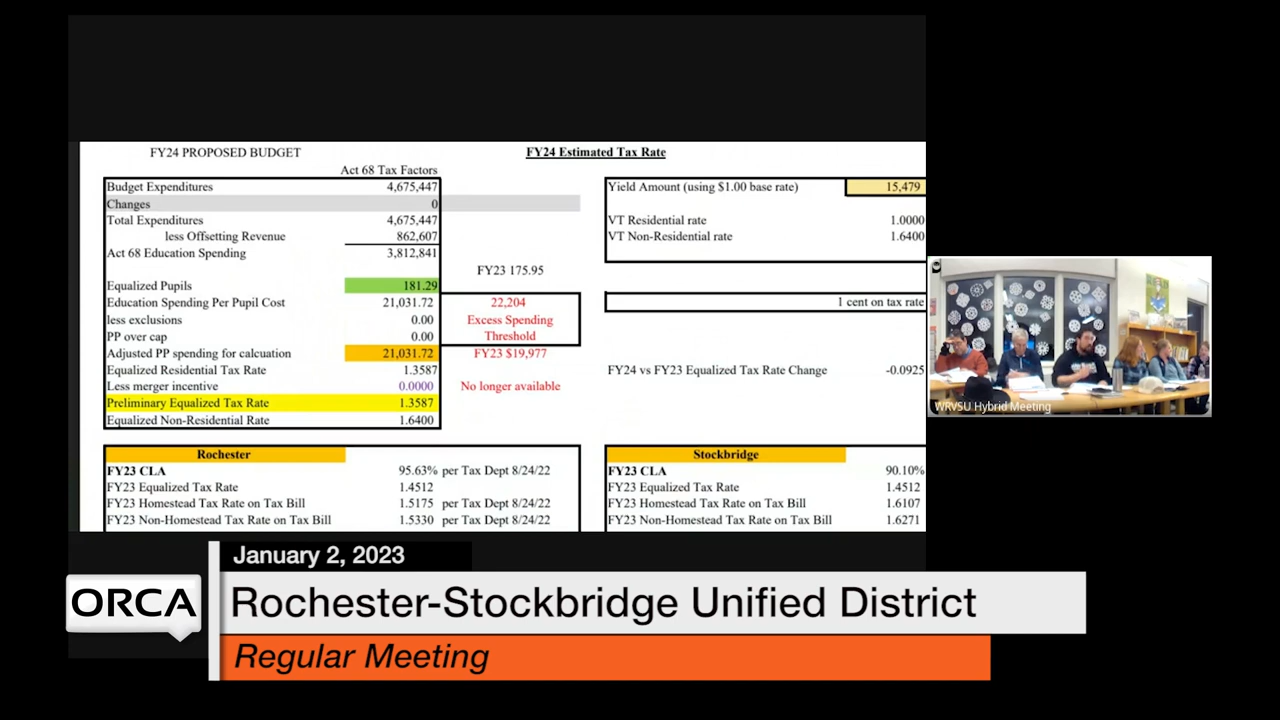 FY24 PROPOSED BUDGET
FY24 Estimated Tax Rate
Act 68 Tax Factors
Budget Expenditures 4,675,447
Changes 0
Total Expenditures 4,675,447
less Offsetting Revenue 862,607
Act 68 Education Spending 3,812,841
FY23 175.95
Equalized Pupils 181.29
Education Spending Per Pupil Cost 21,031.72 22,204
less exclusions 0.00 Excess Spending
PP over cap 0.00 Threshold
Adjusted PP spending for calcuation 21,031.72 FY23 $19,977
Equalized Residential Tax Rate 1.3587
Less merger incentive 0.0000 No longer available
Preliminary Equalized Tax Rate 1.3587
Equalized Non-Residential Rate 1.6400
Yield Amount (using $1.00 base rate) 15,479
VT Residential rate 1.0000
VT Non-Residential rate 1.6400
1 cent on tax rate
FY24 vs FY23 Equalized Tax Rate Change -0.0925
Rochester
FY23 CLA 95.63% per Tax Dept 8/24/22
FY23 Equalized Tax Rate 1.4512
FY23 Homestead Tax Rate on Tax Bill 1.5175 per Tax Dept 8/24/22
FY23 Non-Homestead Tax Rate on Tax Bill 1.5330 per Tax Dept 8/24/22
Stockbridge
FY23 CLA 90.10%
FY23 Equalized Tax Rate 1.4512
FY23 Homestead Tax Rate on Tax Bill 1.6107
FY23 Non-Homestead Tax Rate on Tax Bill 1.6271
WRVSU Hybrid Meeting
January 2, 2023
ORCA
Rochester-Stockbridge Unified District
Regular Meeting